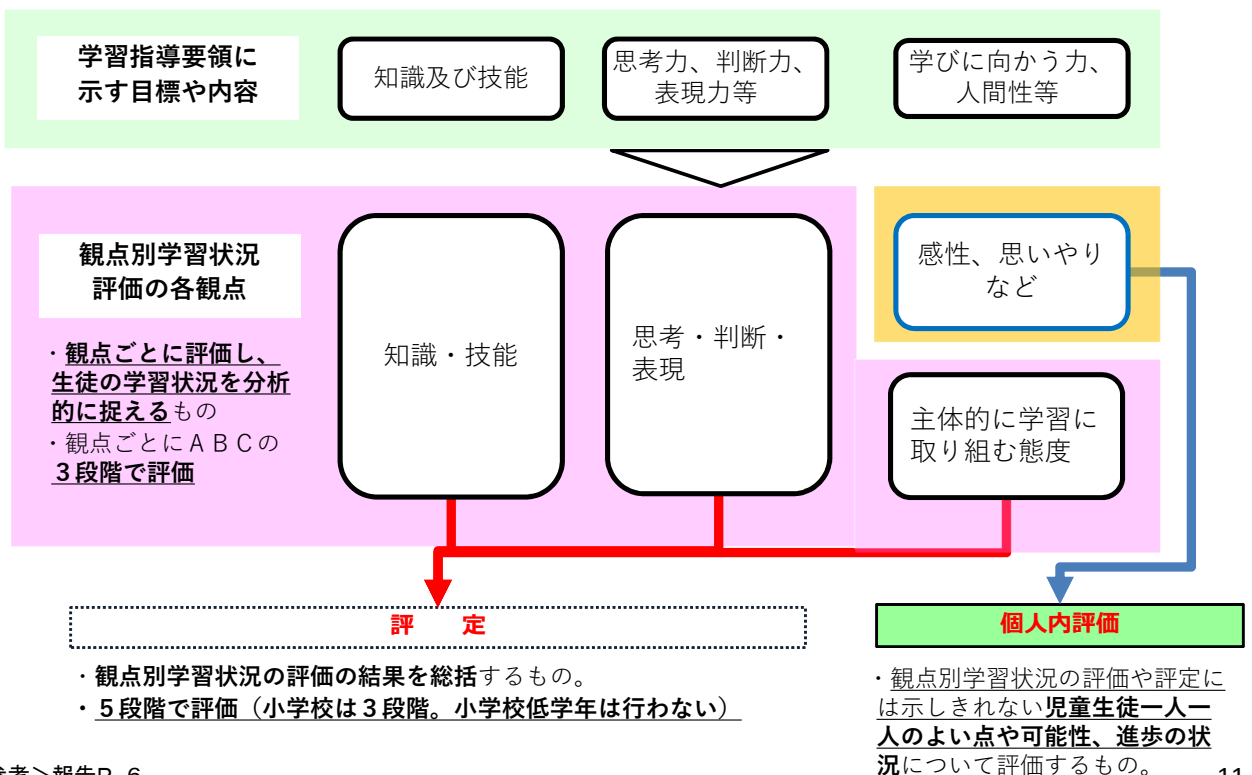 学習指導要領に
示す目標や内容
知識及び技能
思考力、判断力、
表現力等
学びに向かう力、
人間性等
観点別学習状況
評価の各観点
・観点ごとに評価し、
生徒の学習状況を分析
的に捉えるもの
・観点ごとにＡＢＣの
３段階で評価
知識・技能
思考・判断・
表現
感性、思いやり
など
主体的に学習に
取り組む態度
評　定
・観点別学習状況の評価の結果を総括するもの。
・５段階で評価（小学校は３段階。小学校低学年は行わない）
個人内評価
・観点別学習状況の評価や評定に
は示しきれない児童生徒一人一
人のよい点や可能性、進歩の状
況について評価するもの。